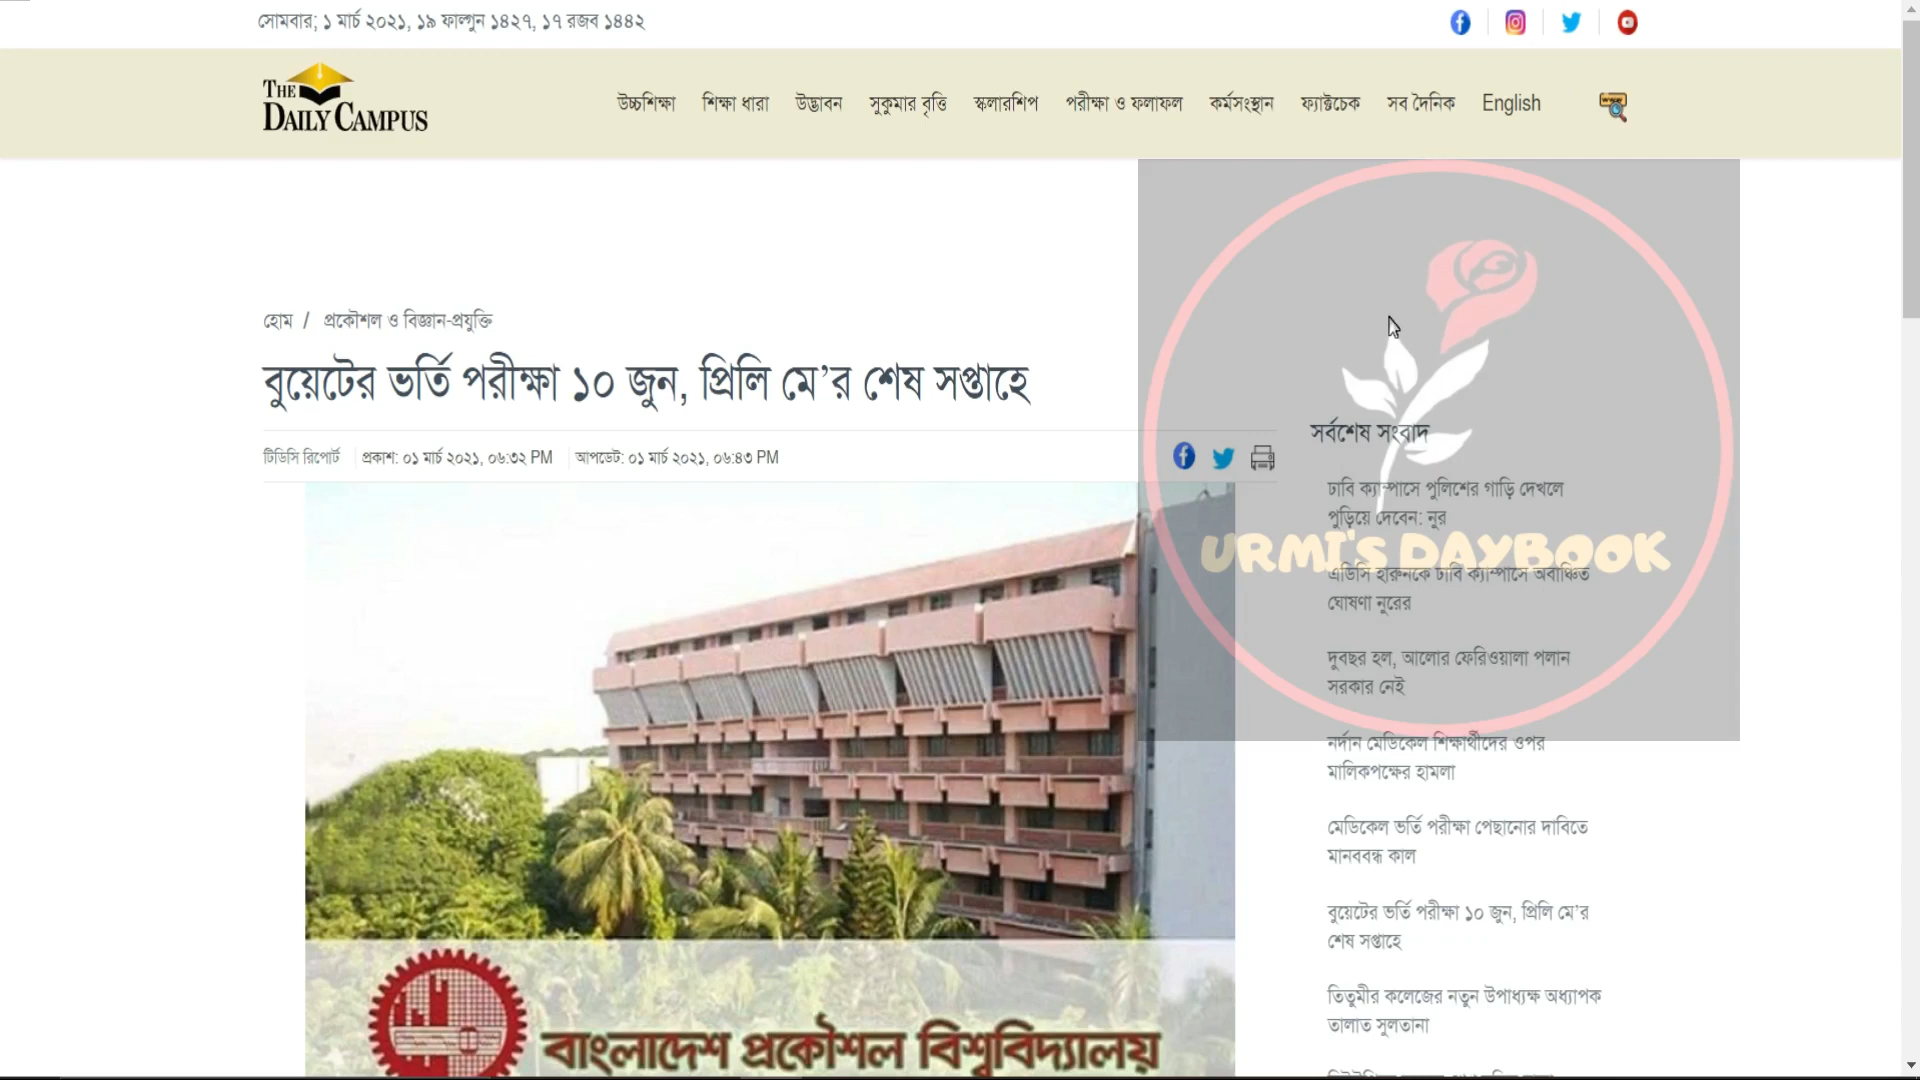 সোমবার; ১ মার্চ ২০২১, ১৯ ফাল্গুন ১৪২৭, ১৭ রজব ১৪৪২
THE
DAILY CAMPUS
উচ্চশিক্ষা শিক্ষা ধারা উদ্ভাবন সুকুমার বৃত্তি স্কলারশিপ পরীক্ষা ও ফলাফল কর্মসংস্থান ফ্যাক্টচেক সব দৈনিক English
হোম / প্রকৌশল ও বিজ্ঞান-প্রযুক্তি
বুয়েটের ভর্তি পরীক্ষা ১০ জুন, প্রিলি মে’র শেষ সপ্তাহে
টিডিসি রিপোর্ট প্রকাশ: ০১ মার্চ ২০২১, ০৬:৩২ PM আপডেট: ০১ মার্চ ২০২১, ০৬:৪৩ PM
বাংলাদেশ প্রকৌশল বিশ্ববিদ্যালয়
সর্বশেষ সংবাদ
ঢাবি ক্যাম্পাসে পুলিশের গাড়ি দেখলে
পুড়িয়ে দেবেন: নুর
URMI'S DAYBOOK
এডিসি হারুনকে ঢাবি ক্যাম্পাসে অবাঞ্চিত
ঘোষণা নুরের
দুবছর হল, আলোর ফেরিওয়ালা পলান
সরকার নেই
নর্দান মেডিকেল শিক্ষার্থীদের ওপর
মালিকপক্ষের হামলা
মেডিকেল ভর্তি পরীক্ষা পেছানোর দাবিতে
মানববন্ধ কাল
বুয়েটের ভর্তি পরীক্ষা ১০ জুন, প্রিলি মে’র
শেষ সপ্তাহে
তিতুমীর কলেজের নতুন উপাধ্যক্ষ অধ্যাপক
তালাত সুলতানা